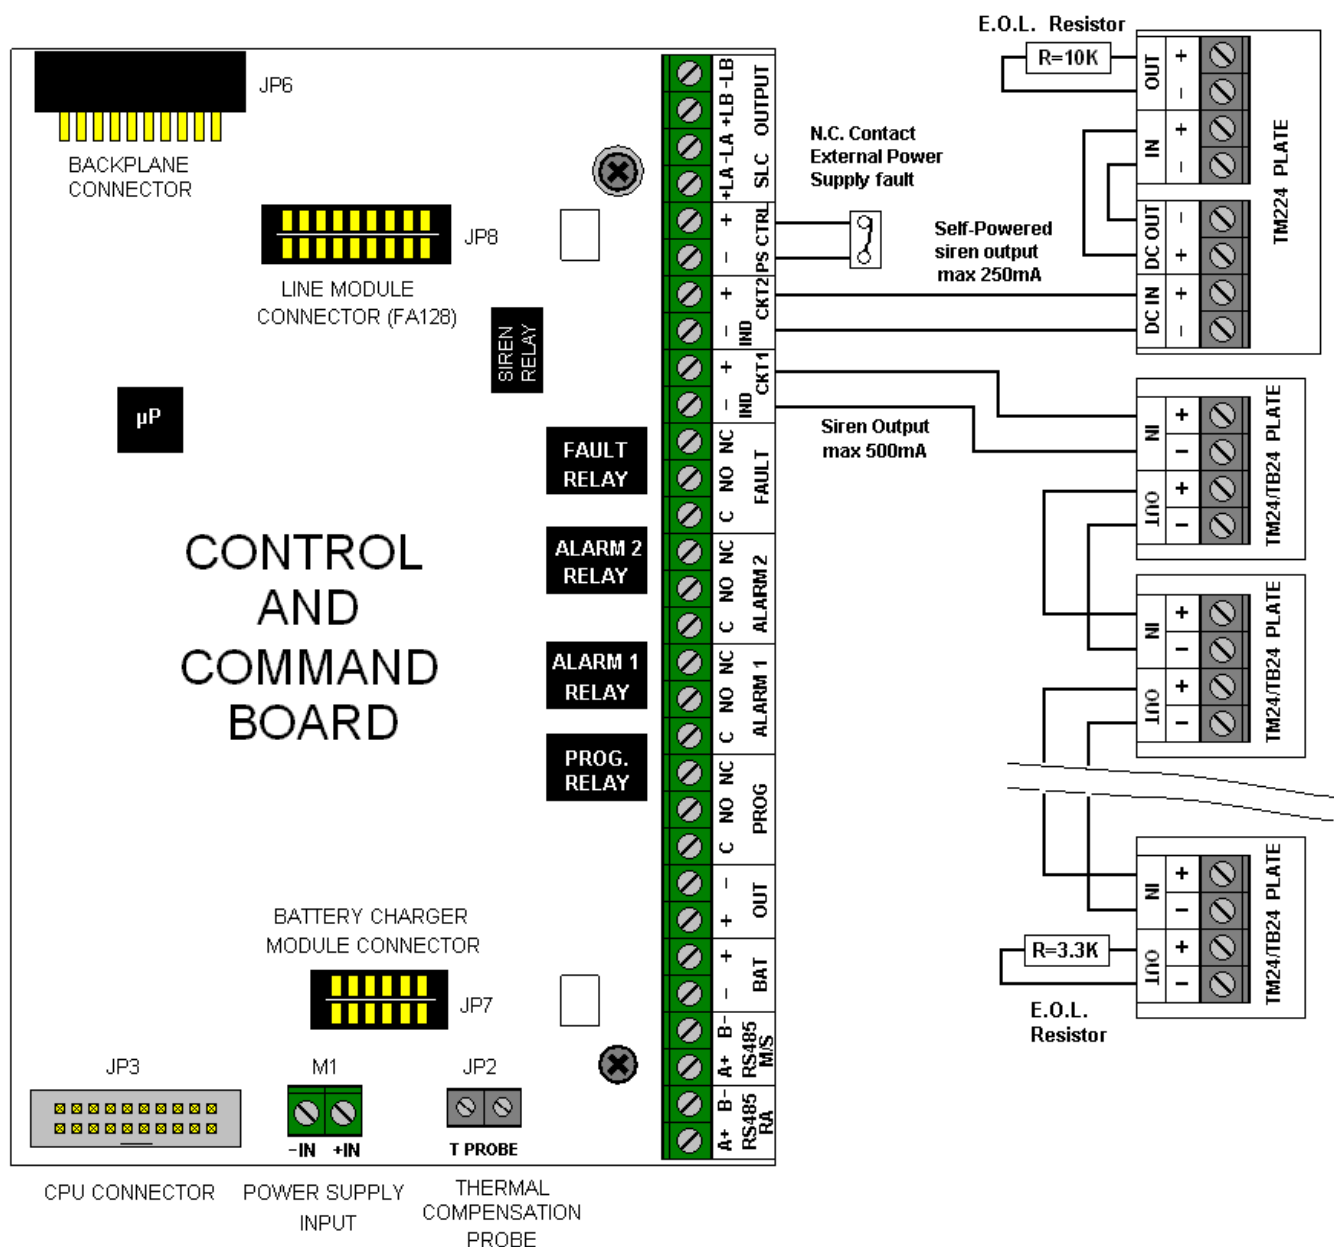 E.O.L. Resistor
R=10K
OUT
+
−
IN
+
−
DC OUT
−
+
DC IN
+
−
TM224 PLATE
JP6
BACKPLANE
CONNECTOR
JP8
LINE MODULE
CONNECTOR (FA128)
SIREN
RELAY
µP
FAULT
RELAY
ALARM 2
RELAY
ALARM 1
RELAY
PROG.
RELAY
CONTROL
AND
COMMAND
BOARD
+LA -LA +LB -LB
SLC OUTPUT
+
−
PS CTRL
+
−
IND CKT2
+
−
IND CKT1
C NO NC
FAULT
C NO NC
ALARM 2
C NO NC
ALARM 1
C NO NC
PROG
−
+
OUT
+
−
BAT
A+ B-
RS485
M/S
A+ B-
RS485
RA
N.C. Contact
External Power
Supply fault
Self-Powered
siren output
max 250mA
Siren Output
max 500mA
IN
+
−
OUT
+
−
TM24/TB24 PLATE
IN
+
−
OUT
+
−
TM24/TB24 PLATE
IN
+
−
OUT
+
−
TM24/TB24 PLATE
R=3.3K
E.O.L.
Resistor
BATTERY CHARGER
MODULE CONNECTOR
JP7
JP3
M1
JP2
-IN +IN
T PROBE
CPU CONNECTOR
POWER SUPPLY
INPUT
THERMAL
COMPENSATION
PROBE